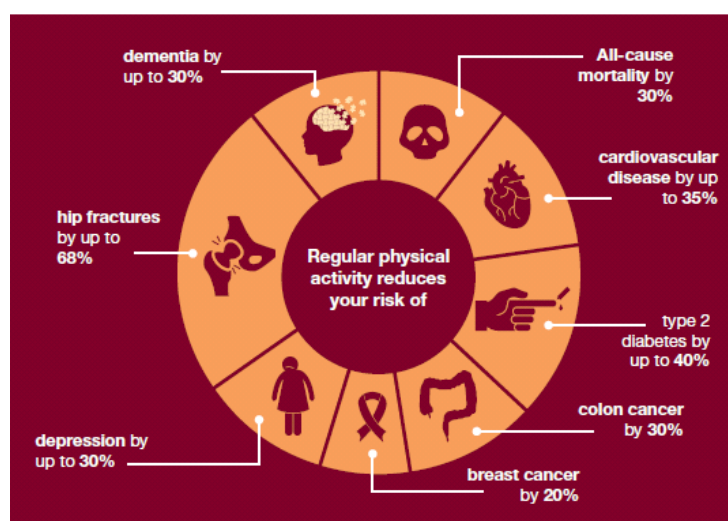 Regular physical
activity reduces
your risk of
All-cause
mortality by
30%
cardiovascular
disease by up
to 35%
type 2
diabetes by
up to 40%
colon cancer
by 30%
breast cancer
by 20%
depression by
up to 30%
hip fractures
by up to
68%
dementia by
up to 30%